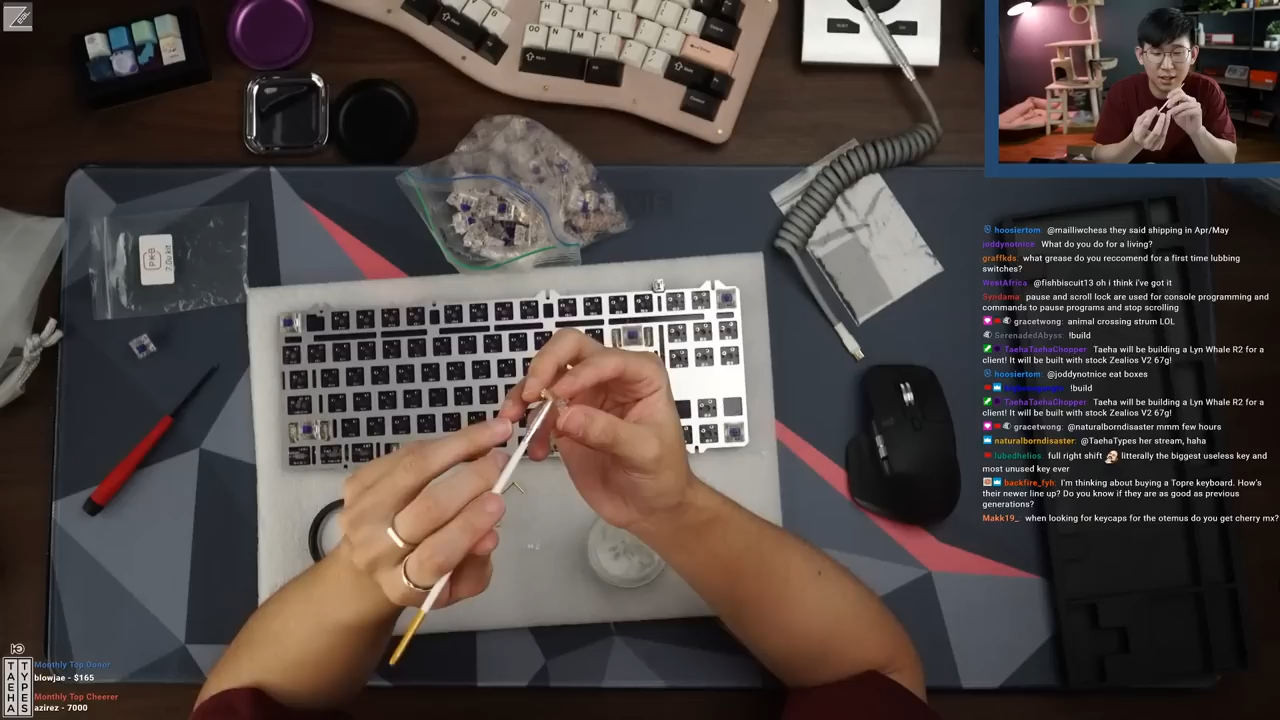 hoosiertom @mailliwchess they said shipping in Apr/May
joddynotnice What do you do for a living?
graffkds: what grease do you reccomend for a first time lubbing
switches?
WestAfrica: @fishbiscuit13 oh i think i've got it
Syndama: pause and scroll lock are used for console programming and
commands to pause programs and stop scrolling
gracetwong: animal crossing strum LOL
SerenadedAbyss: !build
TaehaTaehaChopper: Taeha will be building a Lyn Whale R2 for a
client! It will be built with stock Zealios V2 67g!
hoosiertom: @joddynotnice eat boxes
!build
TaehaTaehaChopper: Taeha will be building a Lyn Whale R2 for a
client! It will be built with stock Zealios V2 67g!
gracetwong: @naturalborndisaster mmm few hours
naturalborndisaster: @TaehaTypes her stream, haha
lubedhelios: full right shift litterally the biggest useless key and
most unused key ever
backfire_fyh: I'm thinking about buying a Topre keyboard. How's
their newer line up? Do you know if they are as good as previous
generations?
Makk19_: when looking for keycaps for the otemus do you get cherry mx?
7.0u kit
TAEHA
TYPES
Monthly Top Donor
blowjae - $165
Monthly Top Cheerer
azirez - 7000